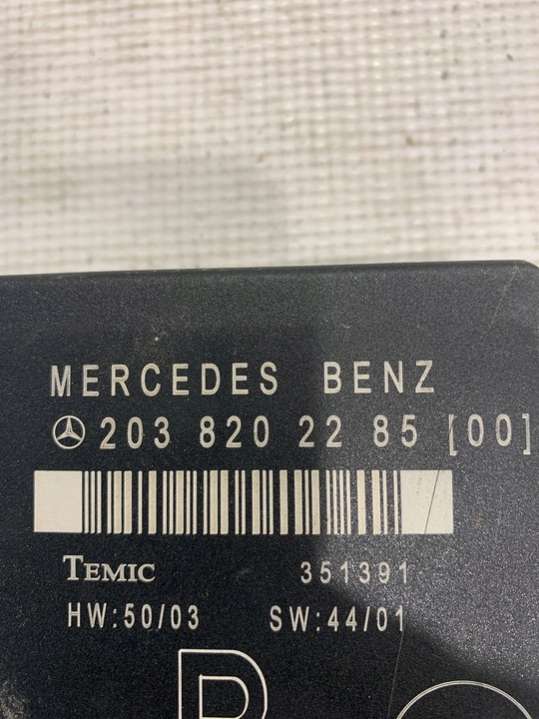 MERCEDES BENZ
203 820 22 85 [00]
TEMIC 351391
HW:50/03 SW:44/01
R